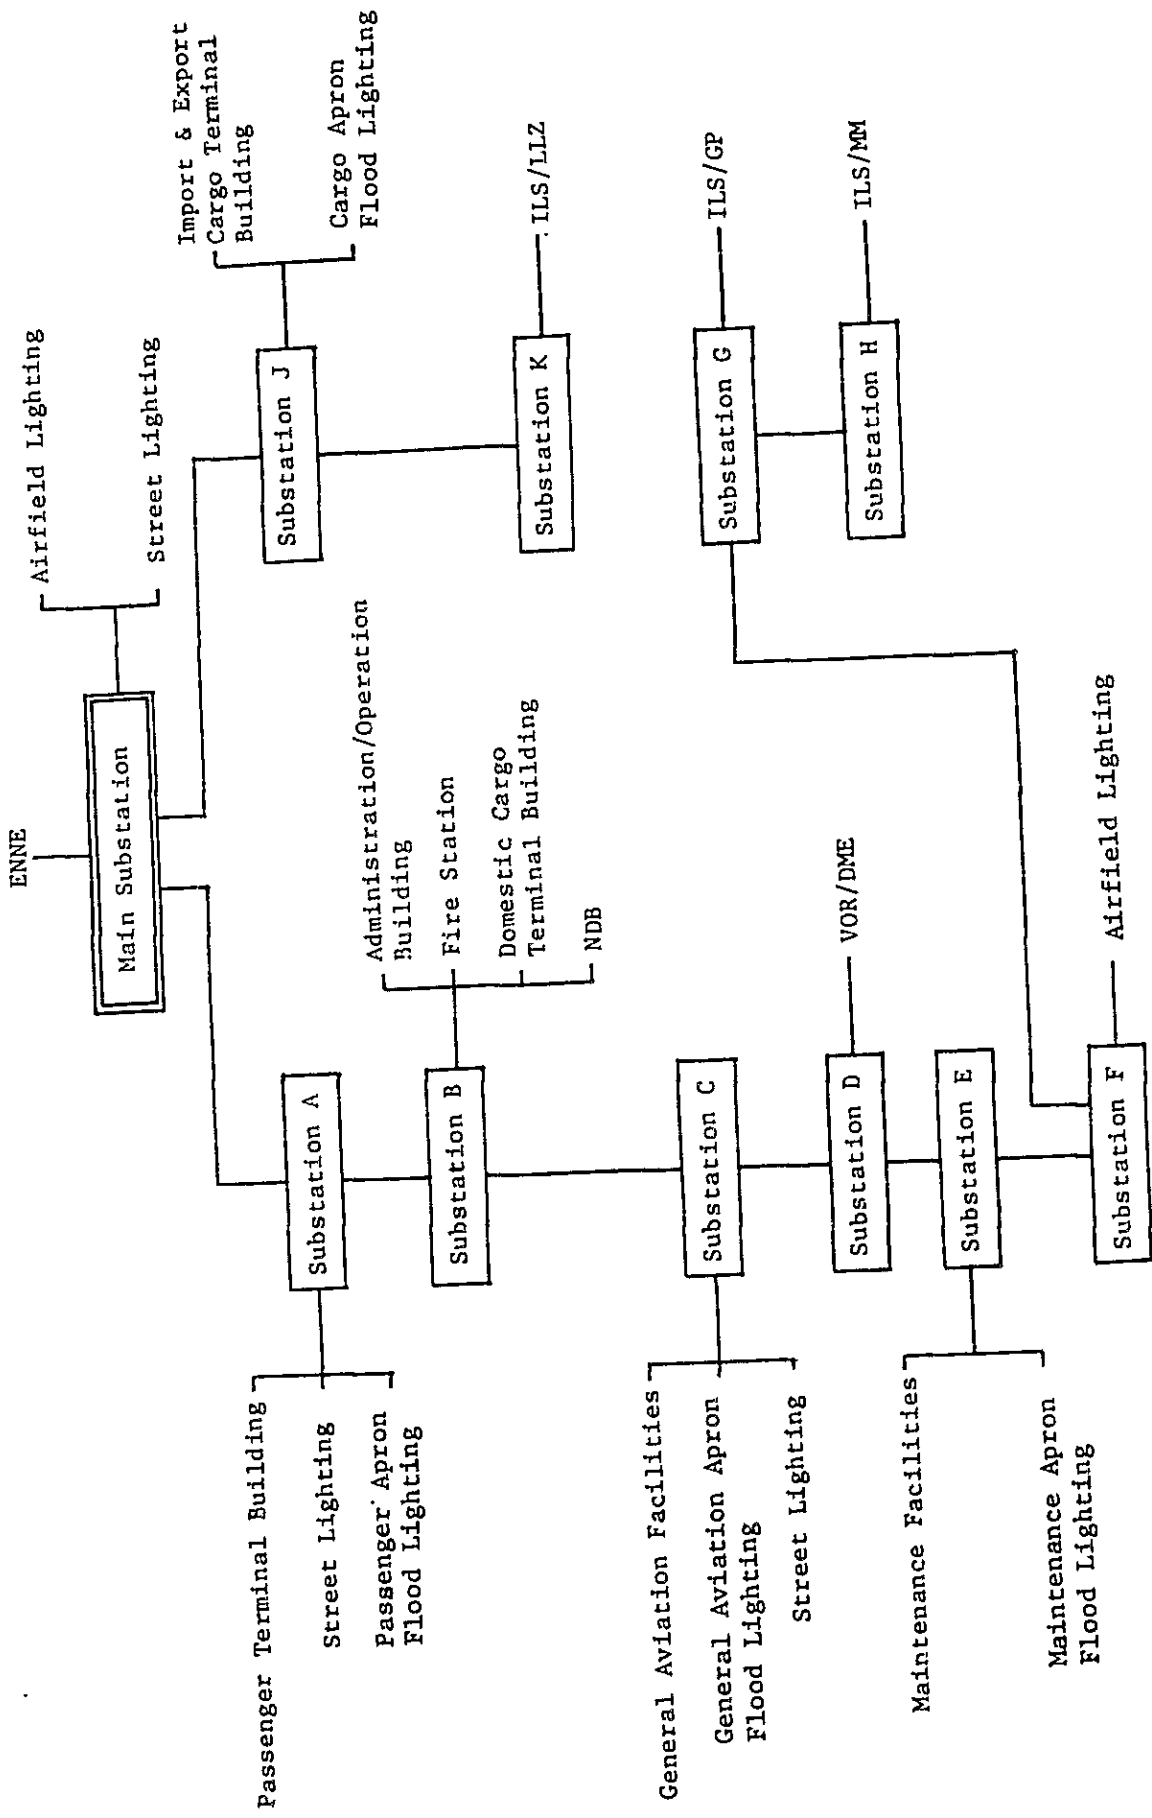 ENNE
Main Substation
Airfield Lighting
Street Lighting
Substation A
Passenger Terminal Building
Street Lighting
Passenger Apron
Flood Lighting
Substation B
Administration/Operation
Building
Fire Station
Domestic Cargo
Terminal Building
NDB
Substation C
General Aviation Facilities
General Aviation Apron
Flood Lighting
Street Lighting
Substation D
VOR/DME
Substation E
Maintenance Facilities
Maintenance Apron
Flood Lighting
Substation F
Airfield Lighting
Substation J
Import & Export
Cargo Terminal
Building
Cargo Apron
Flood Lighting
Substation K
ILS/LLZ
Substation G
ILS/GP
Substation H
ILS/MM